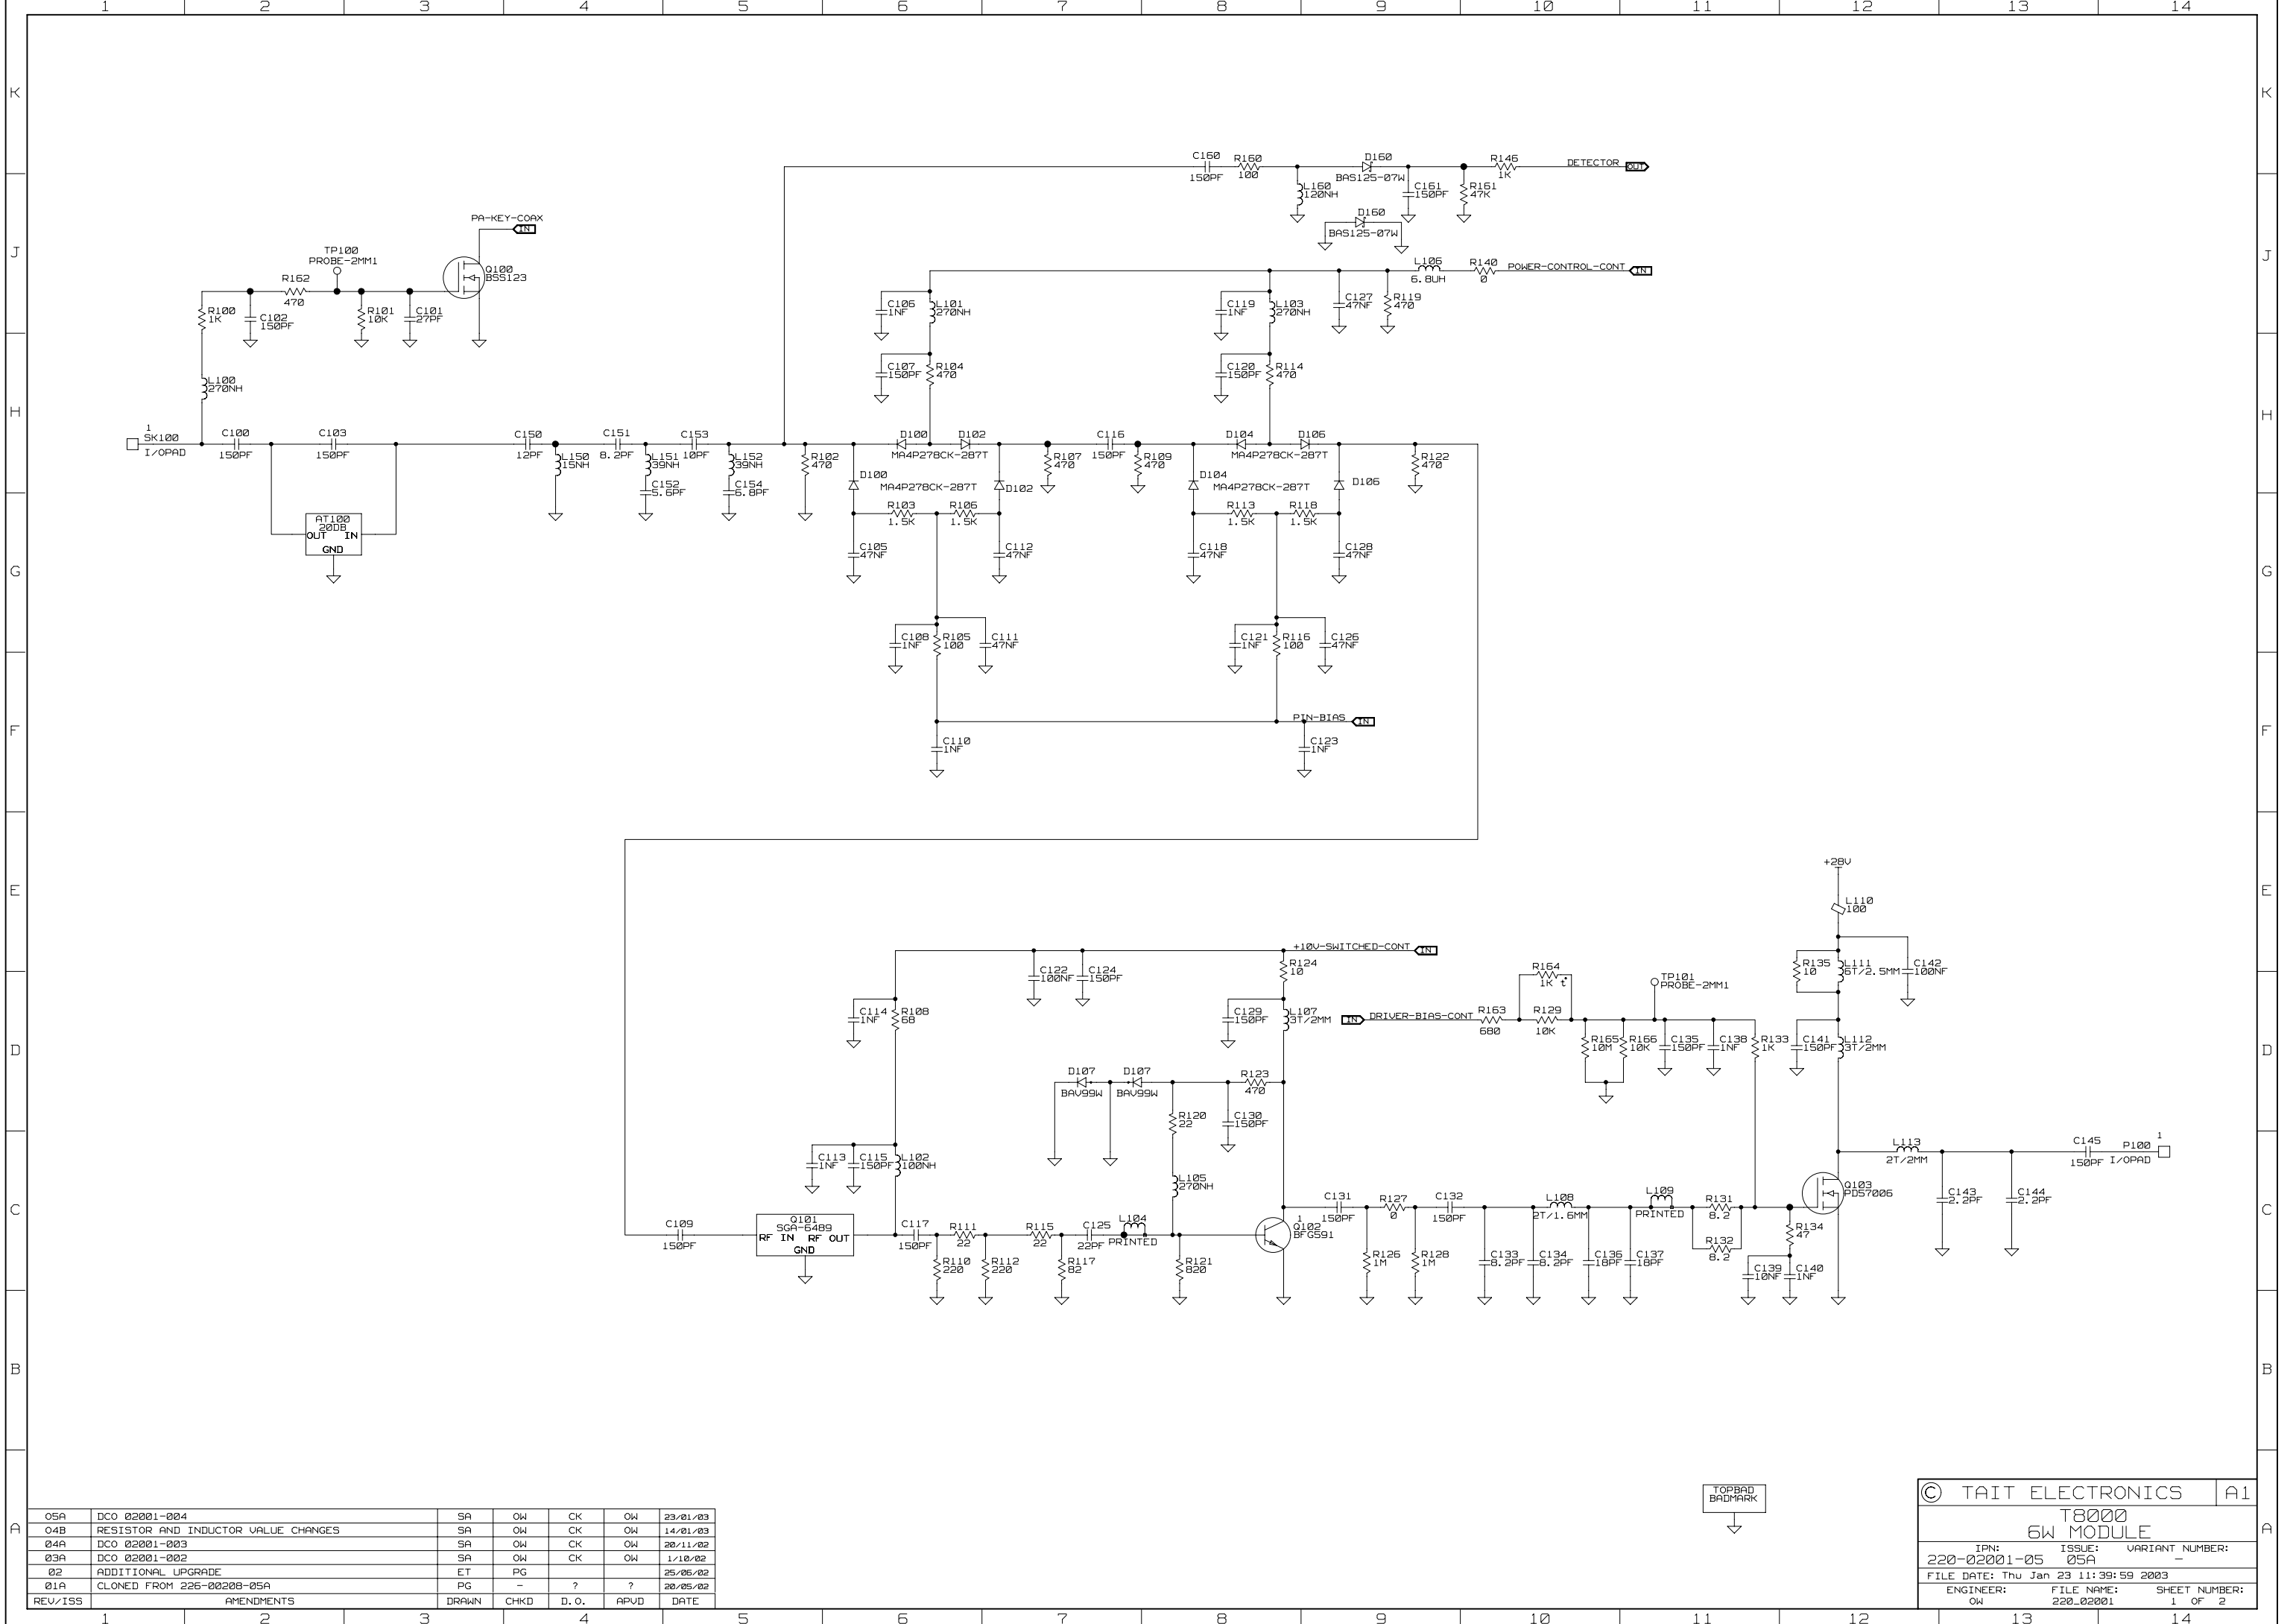 1 2 3 4 5 6 7 8 9 10 11 12 13 14
K K
C160
150PF
R160
100
D160
BAS125-07W
R146
1K
DETECTOR OUT
L160
120NH
C161
150PF
R161
47K
D160
BAS125-07W
J J
PA-KEY-COAX
IN
TP100
PROBE-2MM1
Q100
BSS123
R162
470
R100
1K
C102
150PF
R101
10K
C101
27PF
L106
6.8UH
R140
0
POWER-CONTROL-CONT IN
C106
1NF
L101
270NH
C119
1NF
L103
270NH
C127
47NF
R119
470
C107
150PF
R104
470
C120
150PF
R114
470
L100
270NH
H H
1
SK100
I/OPAD
C100
150PF
C103
150PF
C150
12PF
C151
8.2PF
C153
10PF
D100 D102
MA4P278CK-287T
C116
150PF
D104 D106
MA4P278CK-287T
L150
15NH
L151
39NH
C152
5.6PF
L152
39NH
C154
6.8PF
R102
470
D100
MA4P278CK-287T
D102
R107
470
R109
470
D104
MA4P278CK-287T
D106
R122
470
R103
1.5K
R106
1.5K
R113
1.5K
R118
1.5K
AT100
20DB
OUT IN
GND
C105
47NF
C112
47NF
C118
47NF
C128
47NF
G G
C108
1NF
R105
100
C111
47NF
C121
1NF
R116
100
C126
47NF
F F
PIN-BIAS IN
C110
1NF
C123
1NF
E E
+28V
L110
100
+10V-SWITCHED-CONT IN
C122
100NF
C124
150PF
R124
10
R164
1K t°
TP101
PROBE-2MM1
R135
10
L111
6T/2.5MM
C142
100NF
C114
1NF
R108
68
C129
150PF
L107
3T/2MM
IN DRIVER-BIAS-CONT
R163
680
R129
10K
R165
10M
R166
10K
C135
150PF
C138
1NF
R133
1K
C141
150PF
L112
3T/2MM
D D
D107
BAV99W
D107
BAV99W
R123
470
R120
22
C130
150PF
C113
1NF
C115
150PF
L102
100NH
L105
270NH
L113
2T/2MM
C145
150PF
1
P100
I/OPAD
C143
2.2PF
C144
2.2PF
Q103
PD57006
C C
C109
150PF
Q101
SGA-6489
RF IN RF OUT
GND
C117
150PF
R111
22
R115
22
C125
22PF
L104
PRINTED
1
Q102
BFG591
C131
150PF
R127
0
C132
150PF
L108
2T/1.6MM
L109
PRINTED
R131
8.2
R132
8.2
R134
47
R110
220
R112
220
R117
82
R121
820
R126
1M
R128
1M
C133
8.2PF
C134
8.2PF
C136
18PF
C137
18PF
C139
10NF
C140
1NF
B B
TOPBAD
BADMARK
A A
05A DCO 02001-004 SA OW CK OW 23/01/03
04B RESISTOR AND INDUCTOR VALUE CHANGES SA OW CK OW 14/01/03
04A DCO 02001-003 SA OW CK OW 20/11/02
03A DCO 02001-002 SA OW CK OW 1/10/02
02 ADDITIONAL UPGRADE ET PG 25/06/02
01A CLONED FROM 226-00208-05A PG - ? ? 20/05/02
REV/ISS AMENDMENTS DRAWN CHKD D.O. APVD DATE
© TAIT ELECTRONICS A1
T8000
6W MODULE
IPN: ISSUE: VARIANT NUMBER:
220-02001-05 05A -
FILE DATE: Thu Jan 23 11:39:59 2003
ENGINEER: FILE NAME: SHEET NUMBER:
OW 220_02001 1 OF 2
1 2 3 4 5 6 7 8 9 10 11 12 13 14